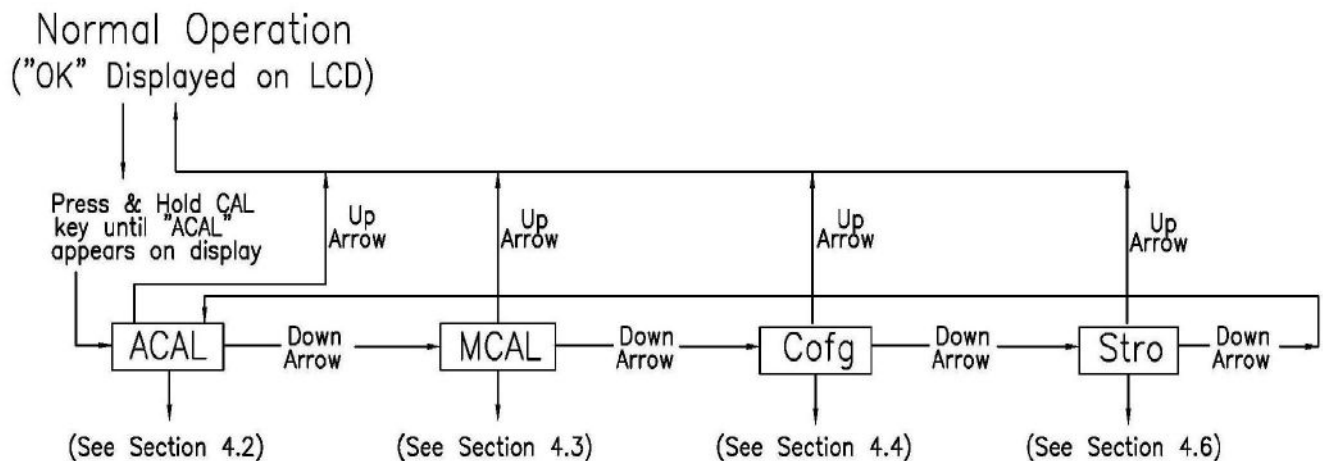 Normal Operation
("OK" Displayed on LCD)
Press & Hold CAL
key until "ACAL"
appears on display
Up
Arrow
Up
Arrow
Up
Arrow
Up
Arrow
ACAL
Down
Arrow
MCAL
Down
Arrow
Cofg
Down
Arrow
Stro
Down
Arrow
(See Section 4.2)
(See Section 4.3)
(See Section 4.4)
(See Section 4.6)